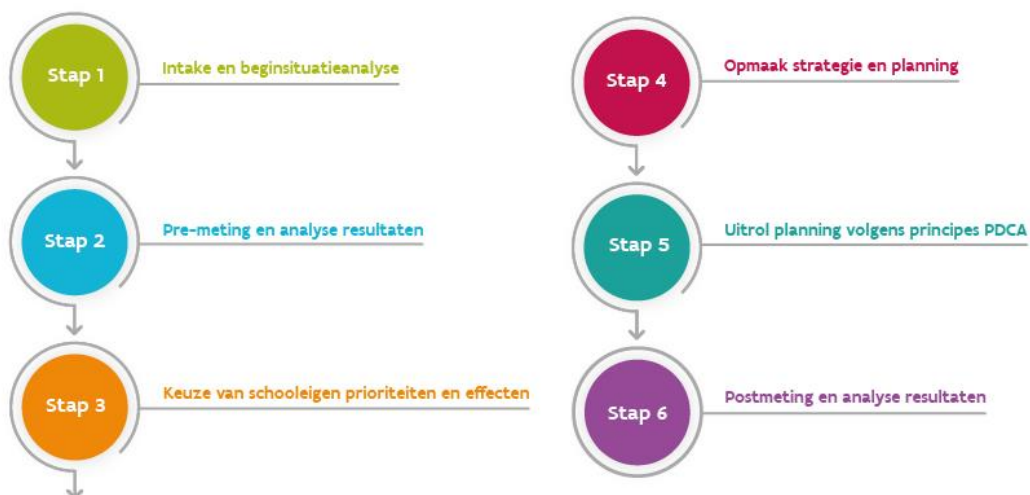 Stap 1
Intake en beginsituatieanalyse
Stap 2
Pre-meting en analyse resultaten
Stap 3
Keuze van schooleigen prioriteiten en effecten
Stap 4
Opmaak strategie en planning
Stap 5
Uitrol planning volgens principes PDCA
Stap 6
Postmeting en analyse resultaten